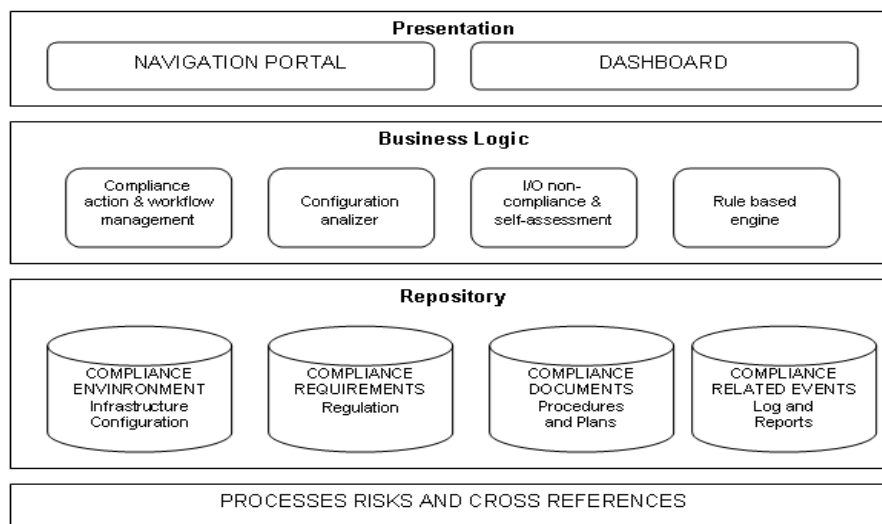 Presentation
NAVIGATION PORTAL
DASHBOARD
Business Logic
Compliance
action & workflow
management
Configuration
analizer
I/O non-
compliance &
self-assessment
Rule based
engine
Repository
COMPLIANCE
ENVINRONMENT
Infrastructure
Configuration
COMPLIANCE
REQUIREMENTS
Regulation
COMPLIANCE
DOCUMENTS
Procedures
and Plans
COMPLIANCE
RELATED EVENTS
Log and
Reports
PROCESSES RISKS AND CROSS REFERENCES